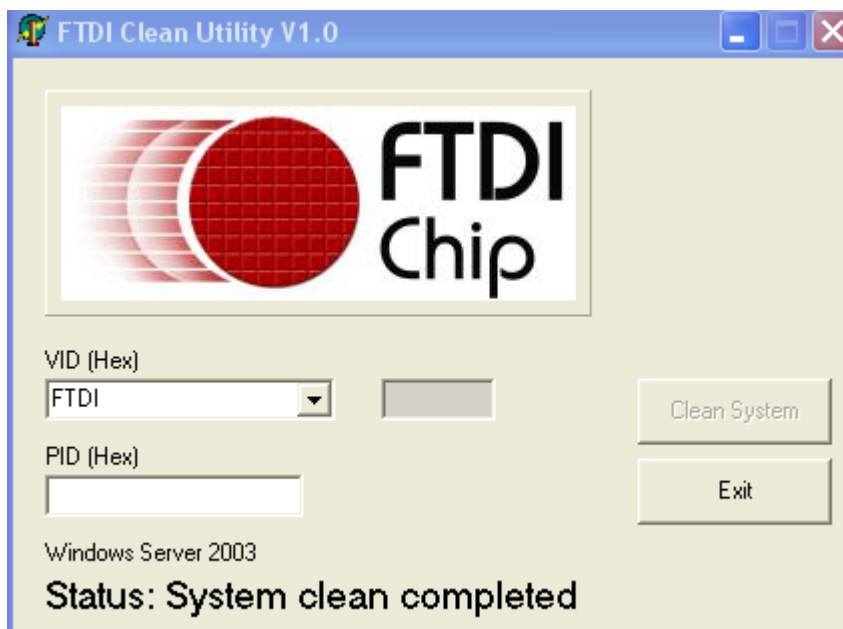 FTDI Clean Utility V1.0
FTDI
Chip
VID (Hex)
FTDI
Clean System
PID (Hex)
Exit
Windows Server 2003
Status: System clean completed